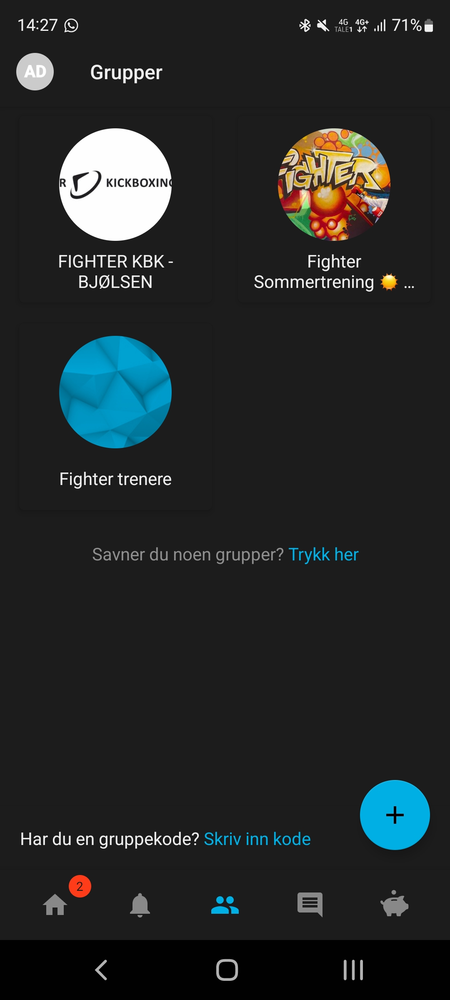 14:27
4G TALE1 4G+ 71%
AD
Grupper
R KICKBOXING
FIGHTER
FIGHTER KBK -
BJØLSEN
Fighter
Sommertrening ☀️ …
Fighter trenere
Savner du noen grupper? Trykk her
Har du en gruppekode? Skriv inn kode
2